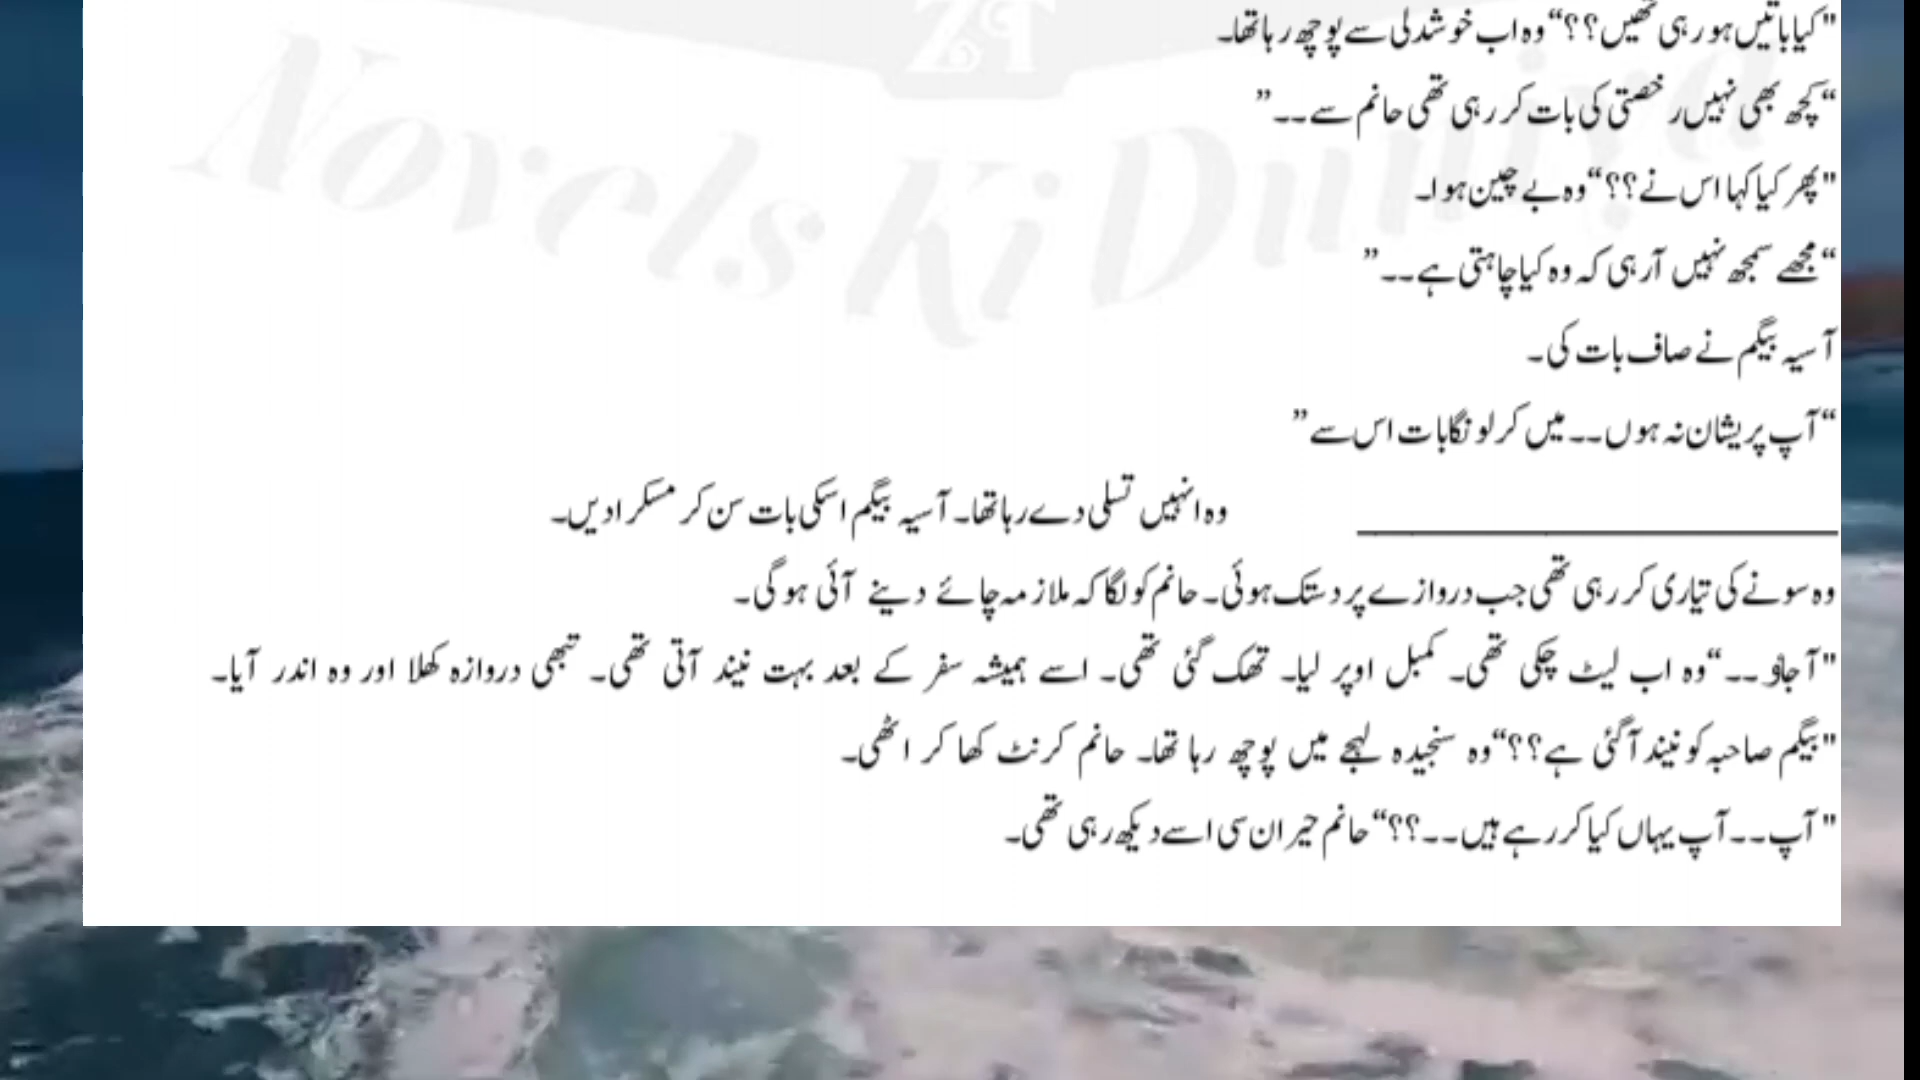 "کیا باتیں ہو رہی تھیں؟؟“ وہ اب خوشدلی سے پوچھ رہا تھا۔
“کچھ بھی نہیں رخصتی کی بات کر رہی تھی حانم سے۔۔”
"پھر کیا کہا اس نے؟؟“ وہ بے چین ہوا۔
“مجھے سمجھ نہیں آرہی کہ وہ کیا چاہتی ہے۔۔”
آسیہ بیگم نے صاف بات کی۔
“آپ پریشان نہ ہوں۔۔ میں کرلونگا بات اس سے”
وہ انہیں تسلی دے رہا تھا۔ آسیہ بیگم اسکی بات سن کر مسکرا دیں۔
وہ سونے کی تیاری کر رہی تھی جب دروازے پر دستک ہوئی۔ حانم کو لگا کہ ملازمہ چائے دینے آئی ہوگی۔
"آجاؤ۔۔“ وہ اب لیٹ چکی تھی۔ کمبل اوپر لیا۔ تھک گئی تھی۔ اسے ہمیشہ سفر کے بعد بہت نیند آتی تھی۔ تبھی دروازہ کھلا اور وہ اندر آیا۔
"بیگم صاحبہ کو نیند آگئی ہے؟؟“ وہ سنجیدہ لہجے میں پوچھ رہا تھا۔ حانم کرنٹ کھا کر اٹھی۔
"آپ۔۔ آپ یہاں کیا کر رہے ہیں۔۔؟؟“ حانم حیران سی اسے دیکھ رہی تھی۔
Novels Ki Duniya